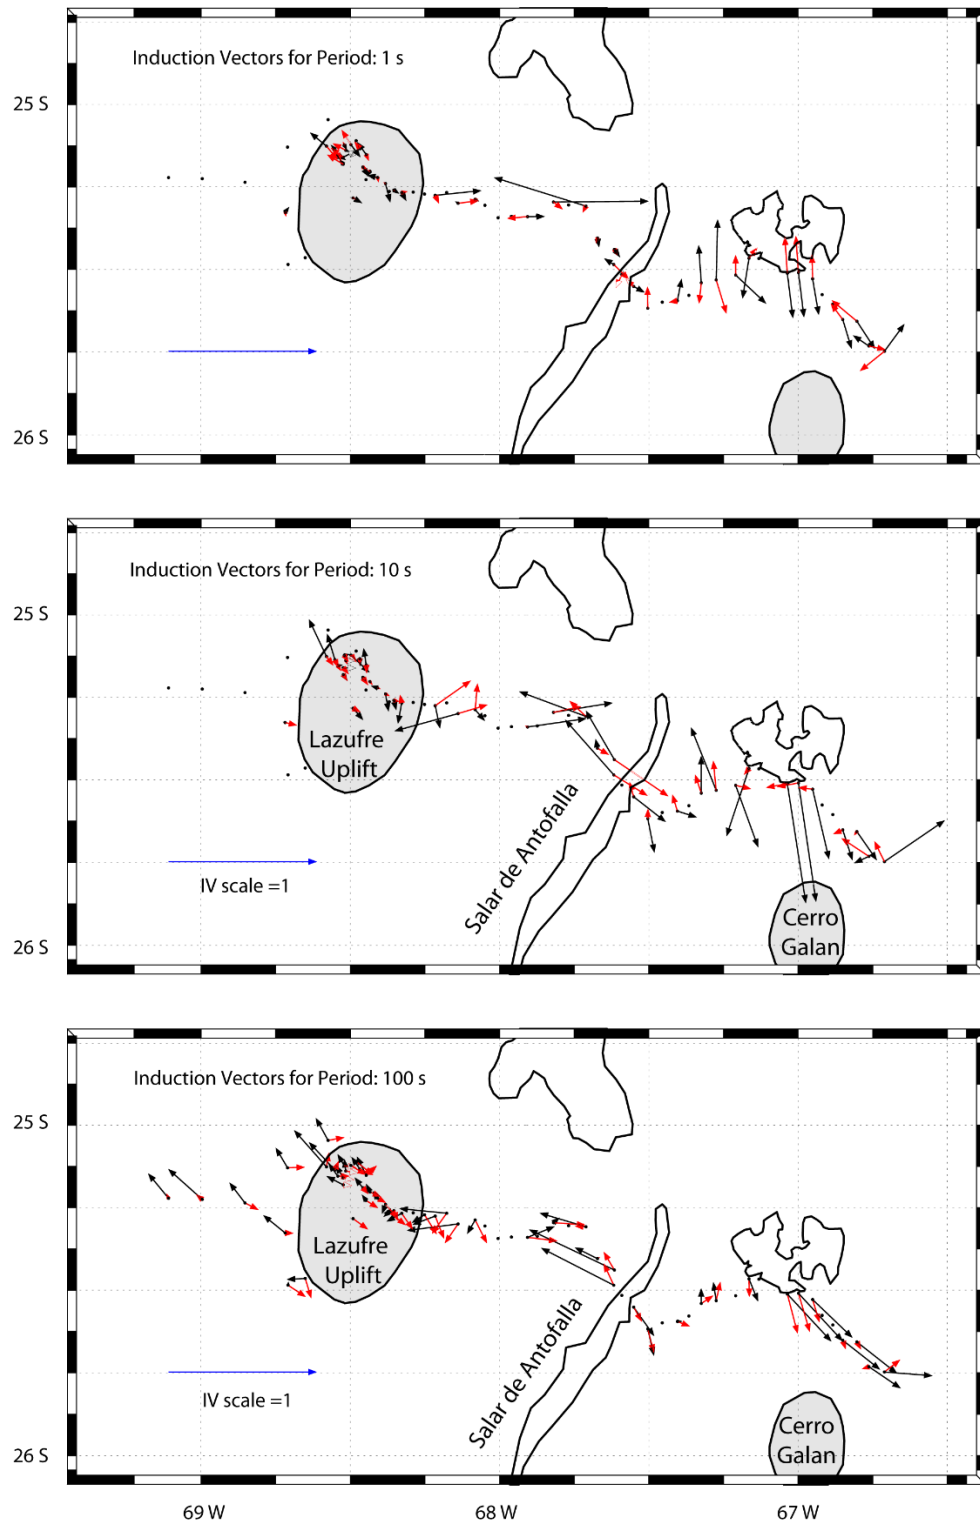 Induction Vectors for Period: 1 s
25 S
26 S
Induction Vectors for Period: 10 s
25 S
Lazufre
Uplift
Salar de Antofalla
IV scale =1
Cerro
Galan
26 S
Induction Vectors for Period: 100 s
25 S
Lazufre
Uplift
Salar de Antofalla
IV scale =1
Cerro
Galan
26 S
69 W
68 W
67 W